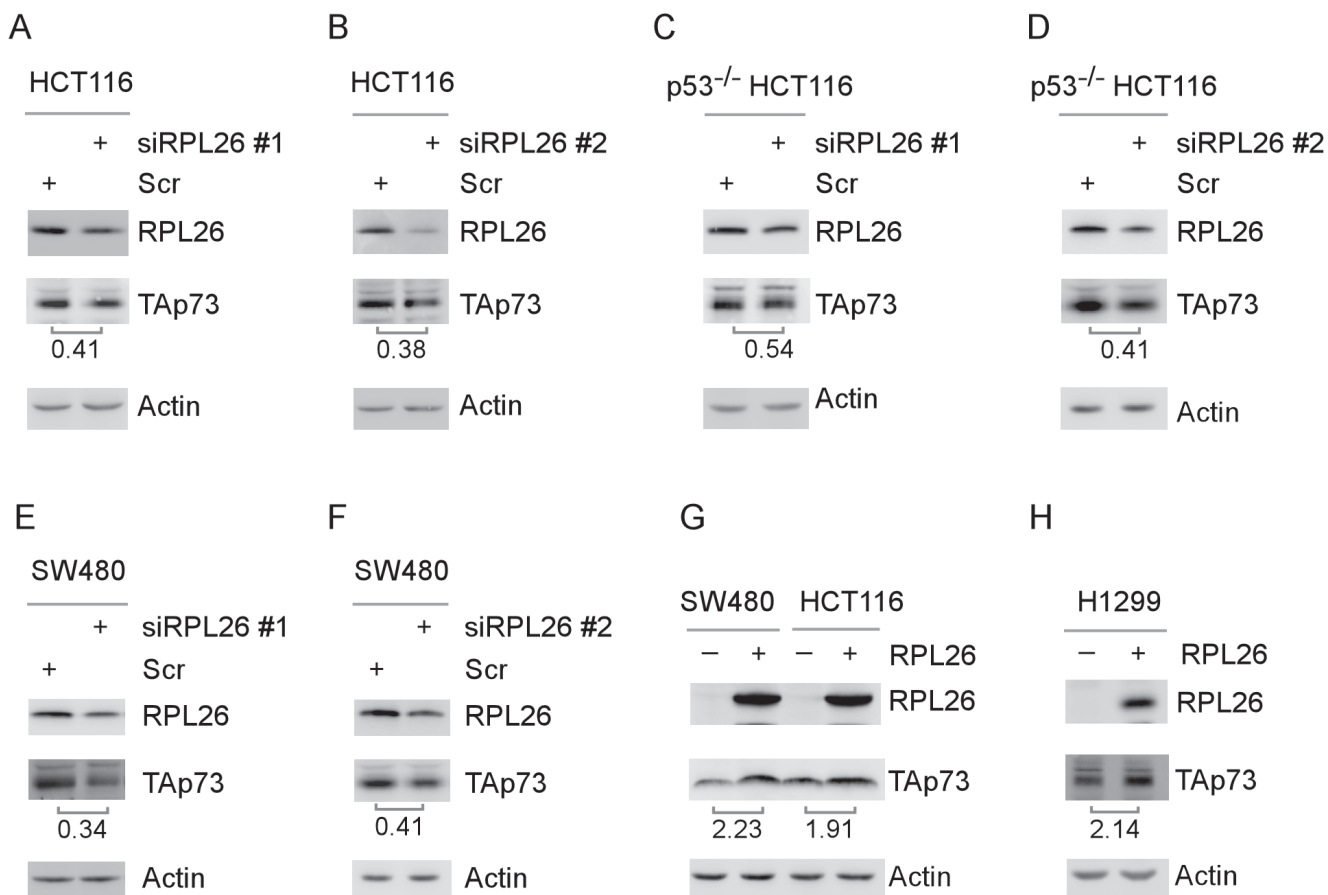 A
HCT116
+ siRPL26 #1
+ Scr
RPL26
TAp73
0.41
Actin
B
HCT116
+ siRPL26 #2
+ Scr
RPL26
TAp73
0.38
Actin
C
p53⁻/⁻ HCT116
+ siRPL26 #1
+ Scr
RPL26
TAp73
0.54
Actin
D
p53⁻/⁻ HCT116
+ siRPL26 #2
+ Scr
RPL26
TAp73
0.41
Actin
E
SW480
+ siRPL26 #1
+ Scr
RPL26
TAp73
0.34
Actin
F
SW480
+ siRPL26 #2
+ Scr
RPL26
TAp73
0.41
Actin
G
SW480 HCT116
− + − + RPL26
RPL26
TAp73
2.23 1.91
Actin
H
H1299
− + RPL26
RPL26
TAp73
2.14
Actin